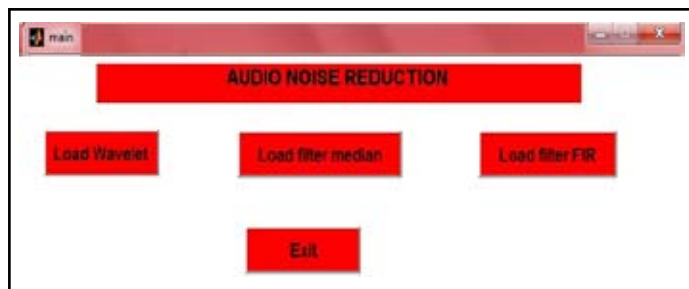 main
AUDIO NOISE REDUCTION
Load Wavelet
Load filter median
Load filter FIR
Exit